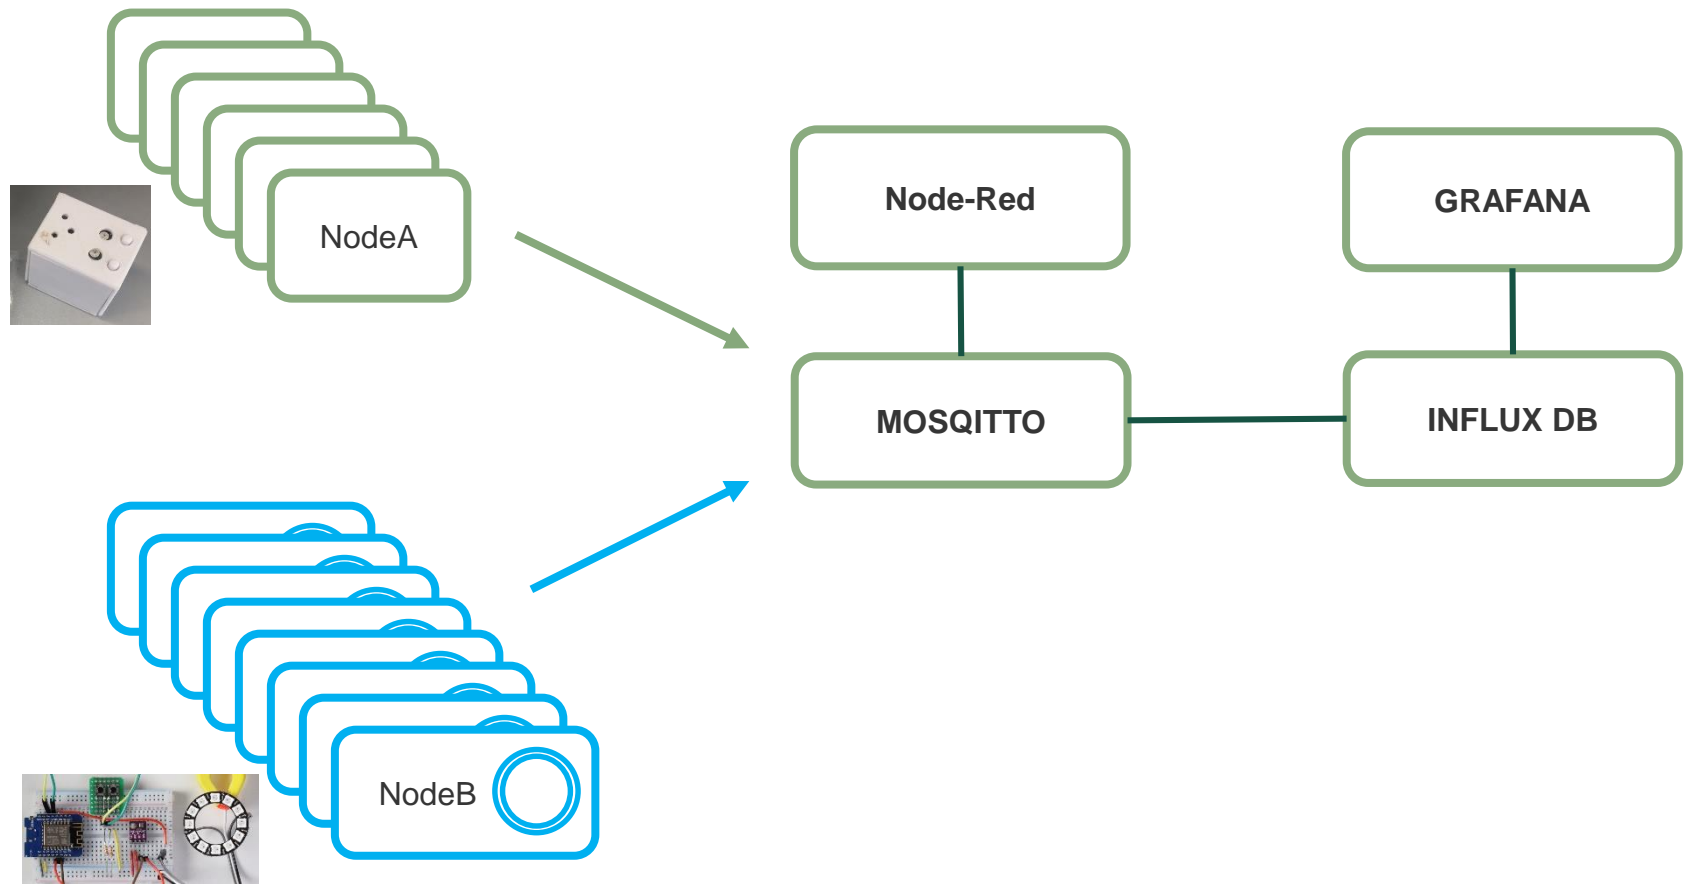 Node-Red
GRAFANA
NodeA
MOSQITTO
INFLUX DB
NodeB